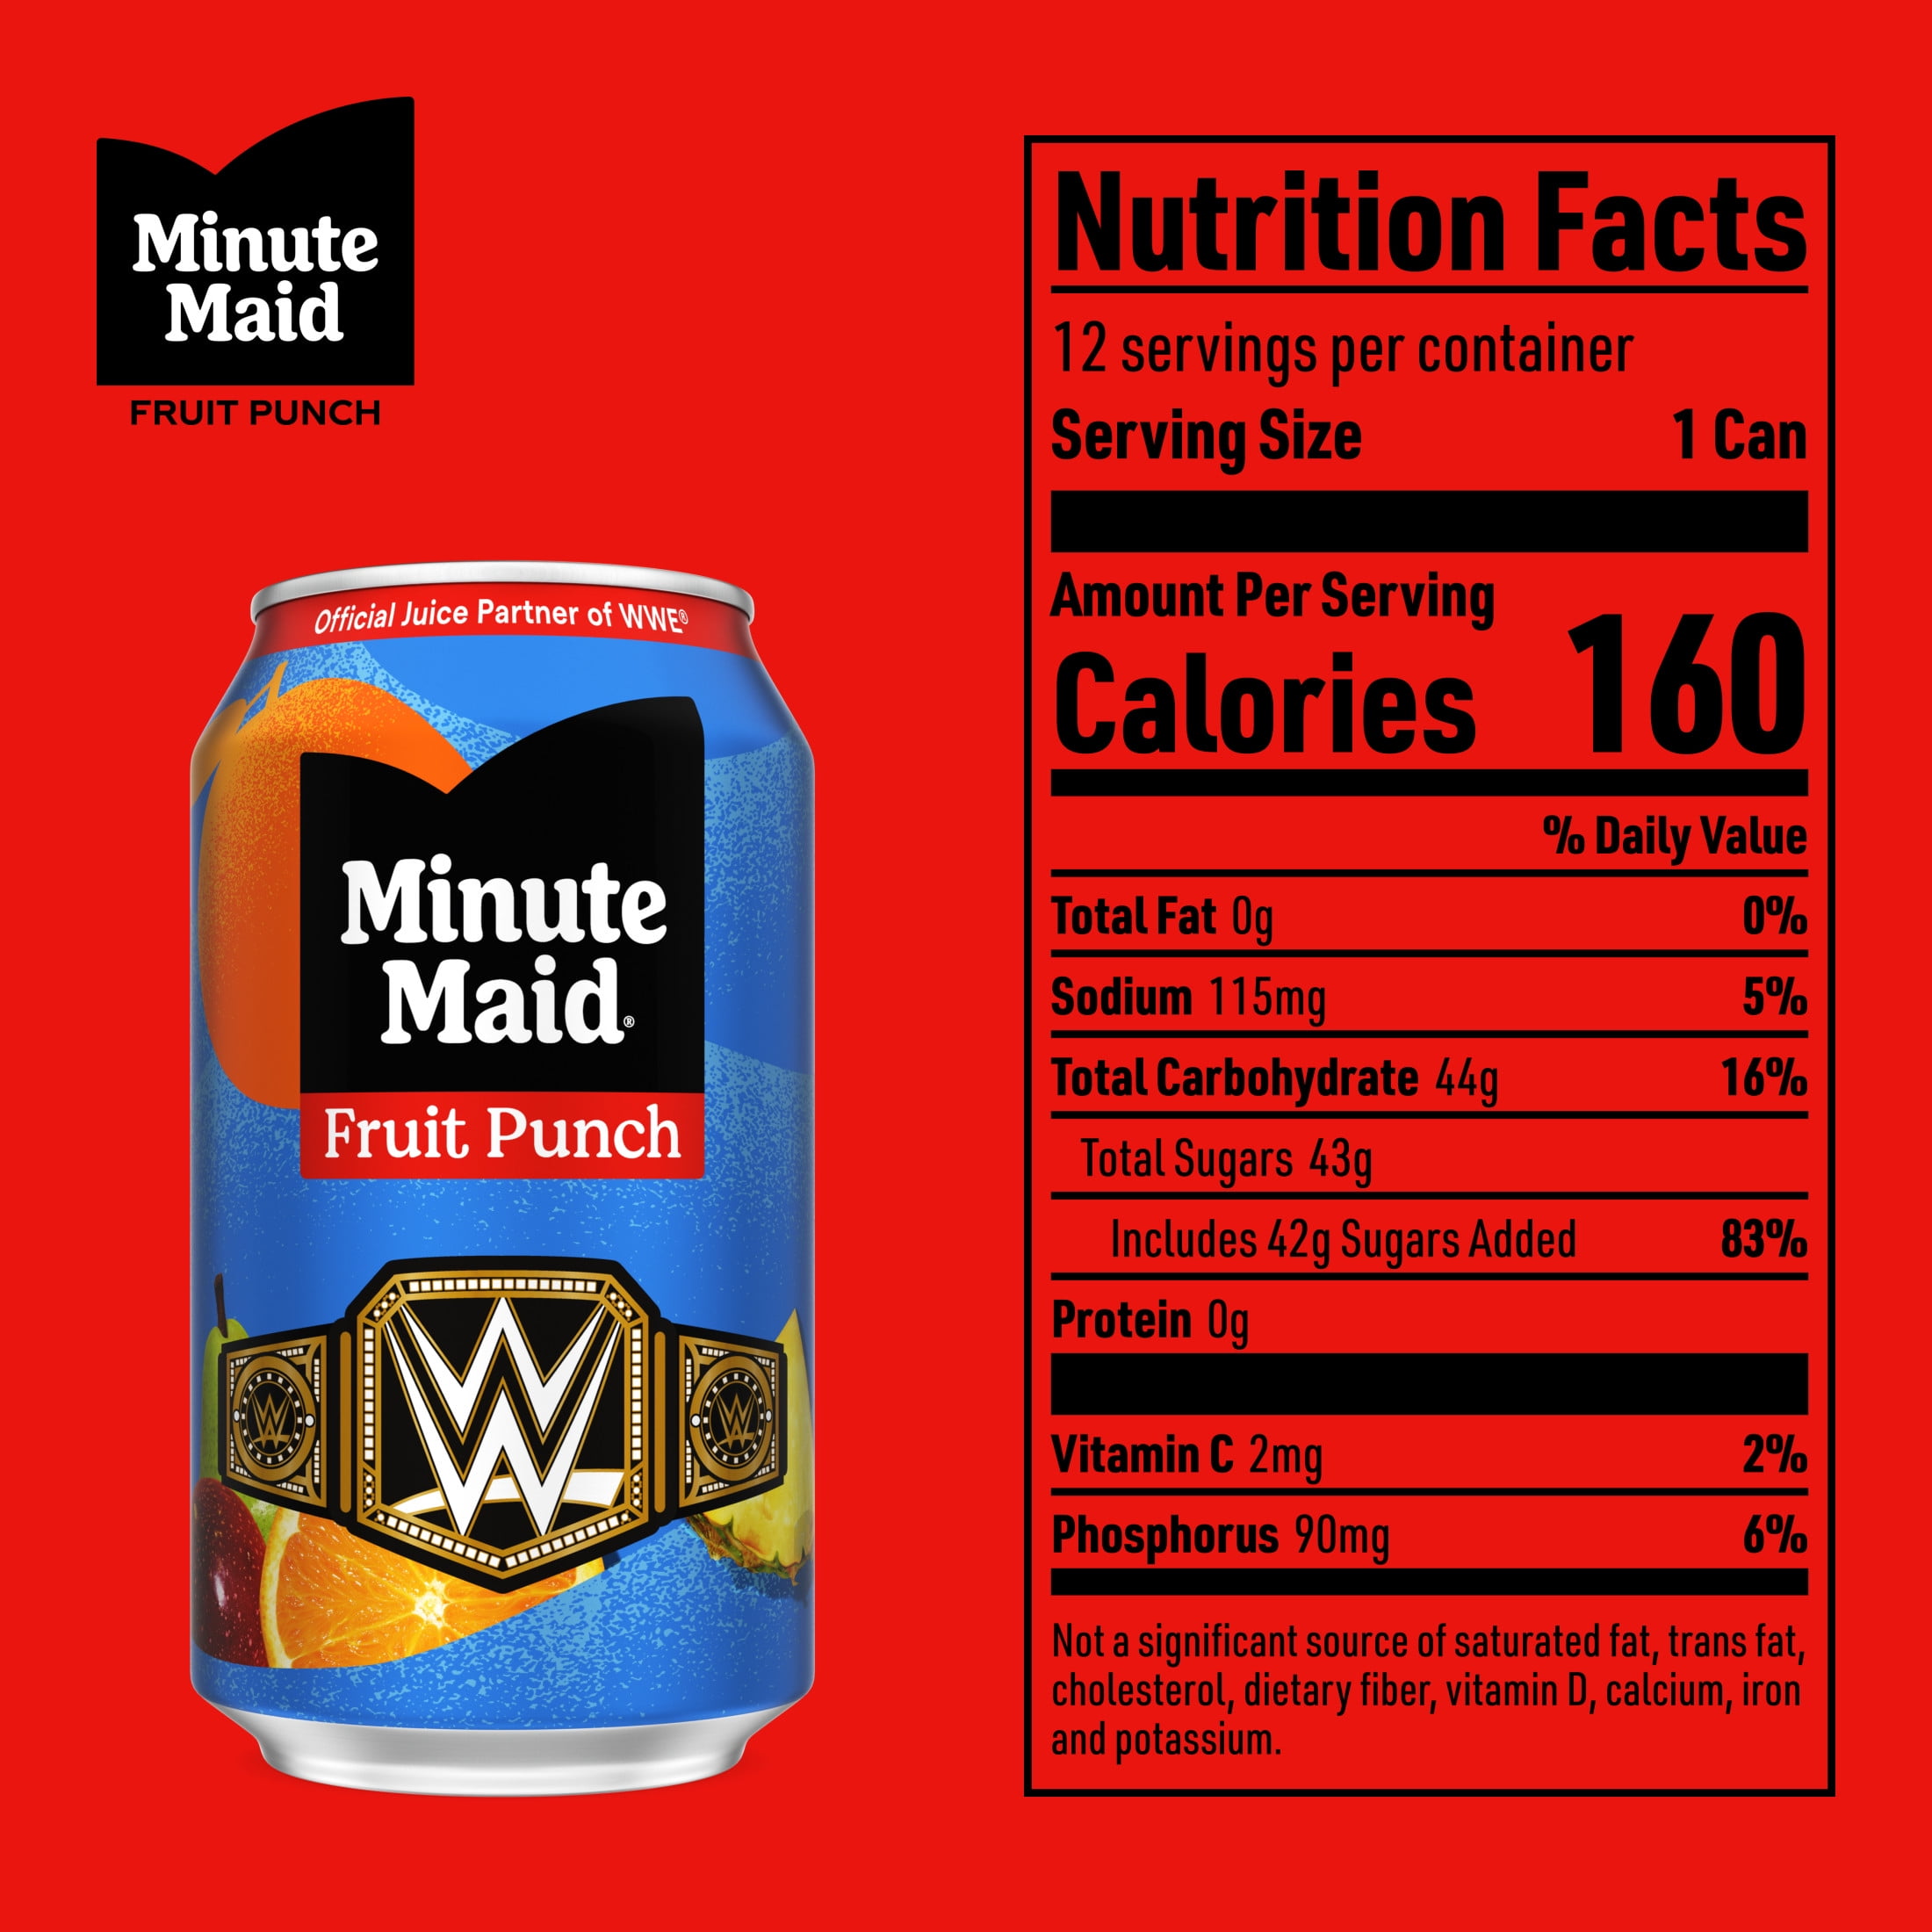 Minute
Maid
FRUIT PUNCH
Official Juice Partner of WWE®
Minute
Maid®
Fruit Punch
W
Nutrition Facts
12 servings per container
Serving Size 1 Can
Amount Per Serving
Calories 160
% Daily Value
Total Fat 0g 0%
Sodium 115mg 5%
Total Carbohydrate 44g 16%
Total Sugars 43g
Includes 42g Sugars Added 83%
Protein 0g
Vitamin C 2mg 2%
Phosphorus 90mg 6%
Not a significant source of saturated fat, trans fat,
cholesterol, dietary fiber, vitamin D, calcium, iron
and potassium.